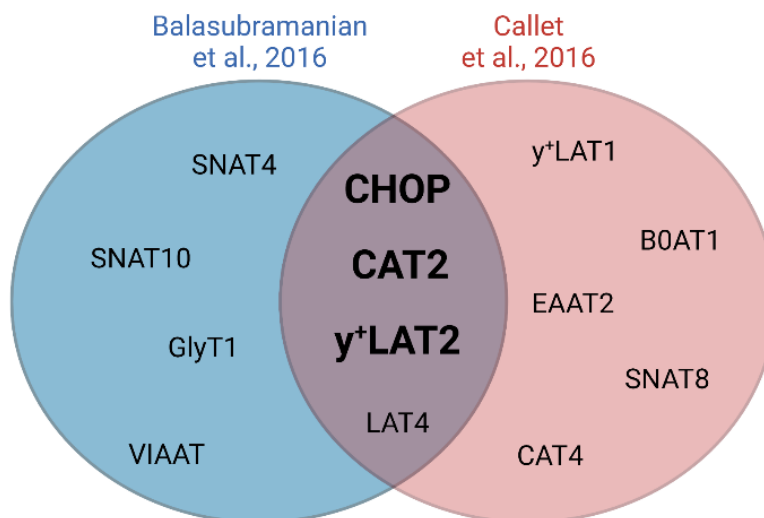 Balasubramanian
et al., 2016
Callet
et al., 2016
SNAT4
SNAT10
GlyT1
VIAAT
CHOP
CAT2
y⁺LAT2
LAT4
y⁺LAT1
B0AT1
EAAT2
SNAT8
CAT4